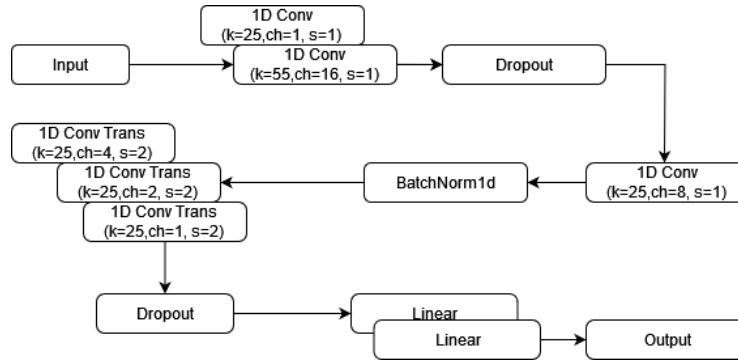 1D Conv
(k=25,ch=1, s=1)
Input
1D Conv
(k=55,ch=16, s=1)
Dropout
1D Conv Trans
(k=25,ch=4, s=2)
1D Conv Trans
(k=25,ch=2, s=2)
1D Conv Trans
(k=25,ch=1, s=2)
BatchNorm1d
1D Conv
(k=25,ch=8, s=1)
Dropout
Linear
Linear
Output